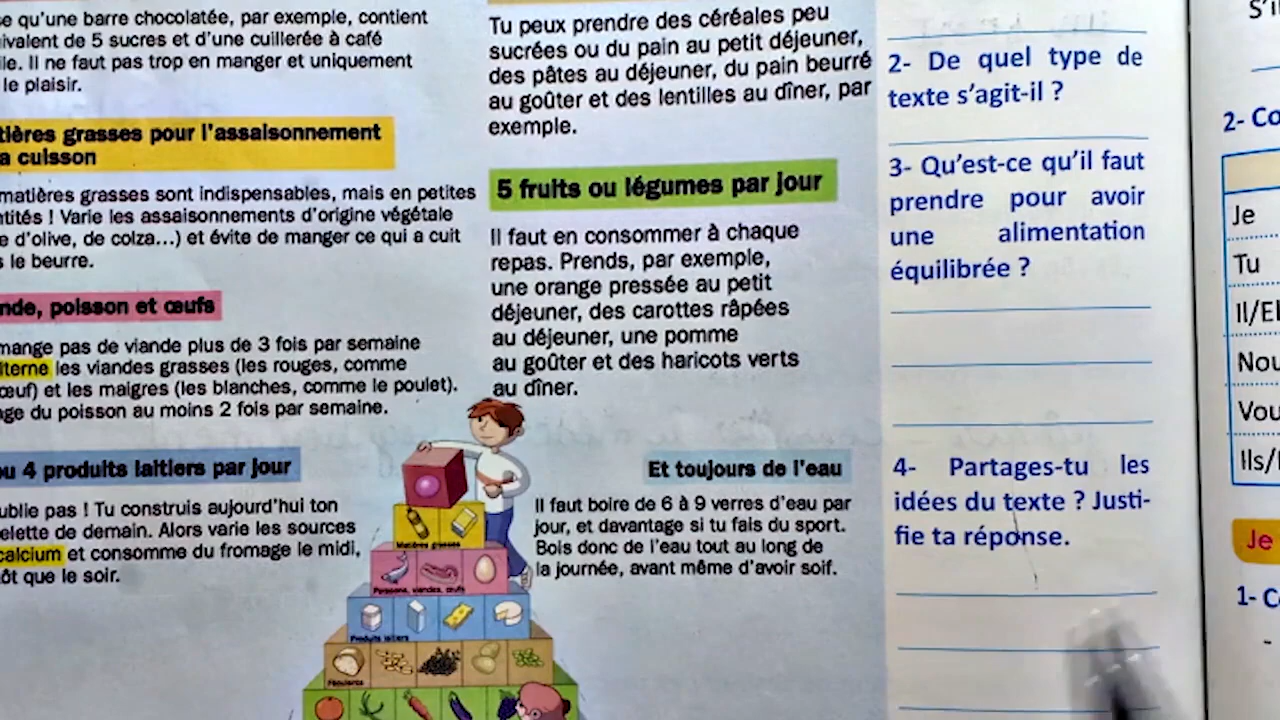 se qu'une barre chocolatée, par exemple, contient
ivalent de 5 sucres et d'une cuillerée à café
ile. Il ne faut pas trop en manger et uniquement
le plaisir.
tières grasses pour l'assaisonnement
a cuisson
matières grasses sont indispensables, mais en petites
ntités ! Varie les assaisonnements d'origine végétale
e d'olive, de colza...) et évite de manger ce qui a cuit
s le beurre.
nde, poisson et œufs
mange pas de viande plus de 3 fois par semaine
lterne les viandes grasses (les rouges, comme
œuf) et les maigres (les blanches, comme le poulet).
ge du poisson au moins 2 fois par semaine.
ou 4 produits laitiers par jour
ublie pas ! Tu construis aujourd'hui ton
elette de demain. Alors varie les sources
calcium et consomme du fromage le midi,
ôt que le soir.
Tu peux prendre des céréales peu
sucrées ou du pain au petit déjeuner,
des pâtes au déjeuner, du pain beurré
au goûter et des lentilles au dîner, par
exemple.
5 fruits ou légumes par jour
Il faut en consommer à chaque
repas. Prends, par exemple,
une orange pressée au petit
déjeuner, des carottes râpées
au déjeuner, une pomme
au goûter et des haricots verts
au dîner.
Et toujours de l'eau
Il faut boire de 6 à 9 verres d'eau par
jour, et davantage si tu fais du sport.
Bois donc de l'eau tout au long de
la journée, avant même d'avoir soif.
Matières grasses
Poissons, viandes, œufs
Produits laitiers
Féculents
2- De quel type de
texte s'agit-il ?
3- Qu'est-ce qu'il faut
prendre pour avoir
une alimentation
équilibrée ?
4- Partages-tu les
idées du texte ? Justi-
fie ta réponse.
S'i
2- Co
Je
Tu
Il/El
Nou
Vou
Ils/
Je
1- C
-